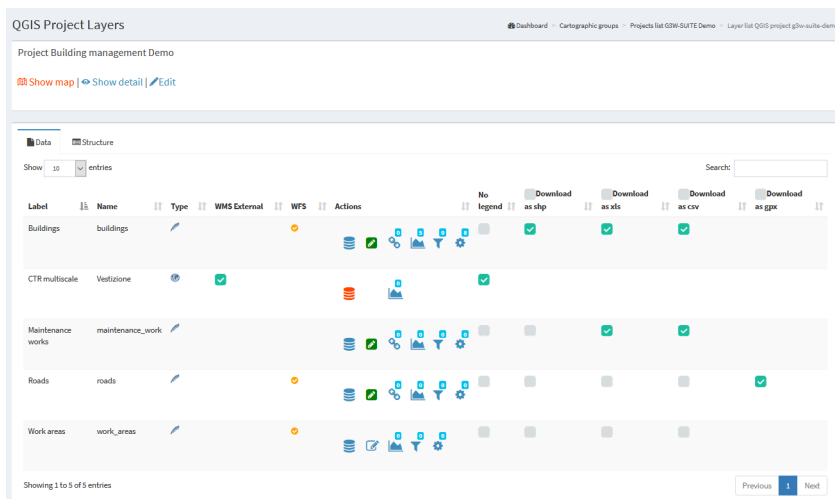 QGIS Project Layers
Dashboard > Cartographic groups > Projects list G3W-SUITE Demo > Layer list QGIS project g3w-suite-dem
Project Building management Demo
Show map | Show detail | Edit
Data Structure
Show 10 entries Search:
Label Name Type WMS External WFS Actions No legend Download as shp Download as xls Download as csv Download as gpx
Buildings buildings
CTR multiscale Vestizione
Maintenance works maintenance_work
Roads roads
Work areas work_areas
Showing 1 to 5 of 5 entries Previous 1 Next